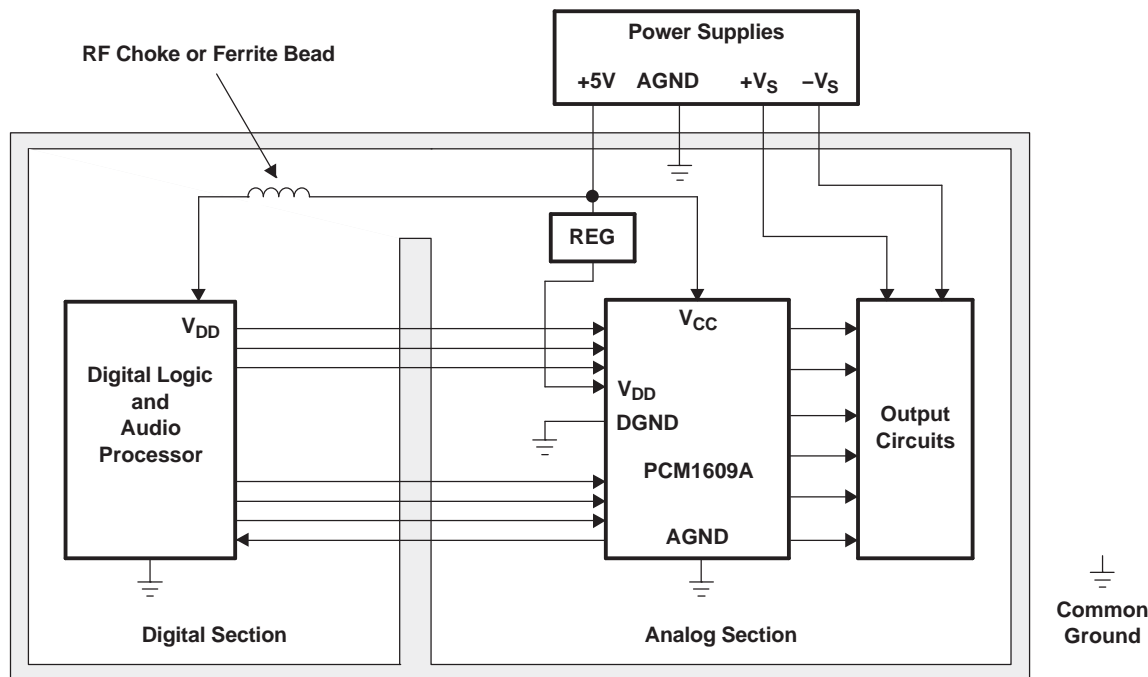 Power Supplies
RF Choke or Ferrite Bead
+5V AGND +VS –VS
REG
VDD
VCC
Digital Logic
and
Audio
Processor
VDD
DGND
Output
Circuits
PCM1609A
AGND
Digital Section
Analog Section
Common
Ground